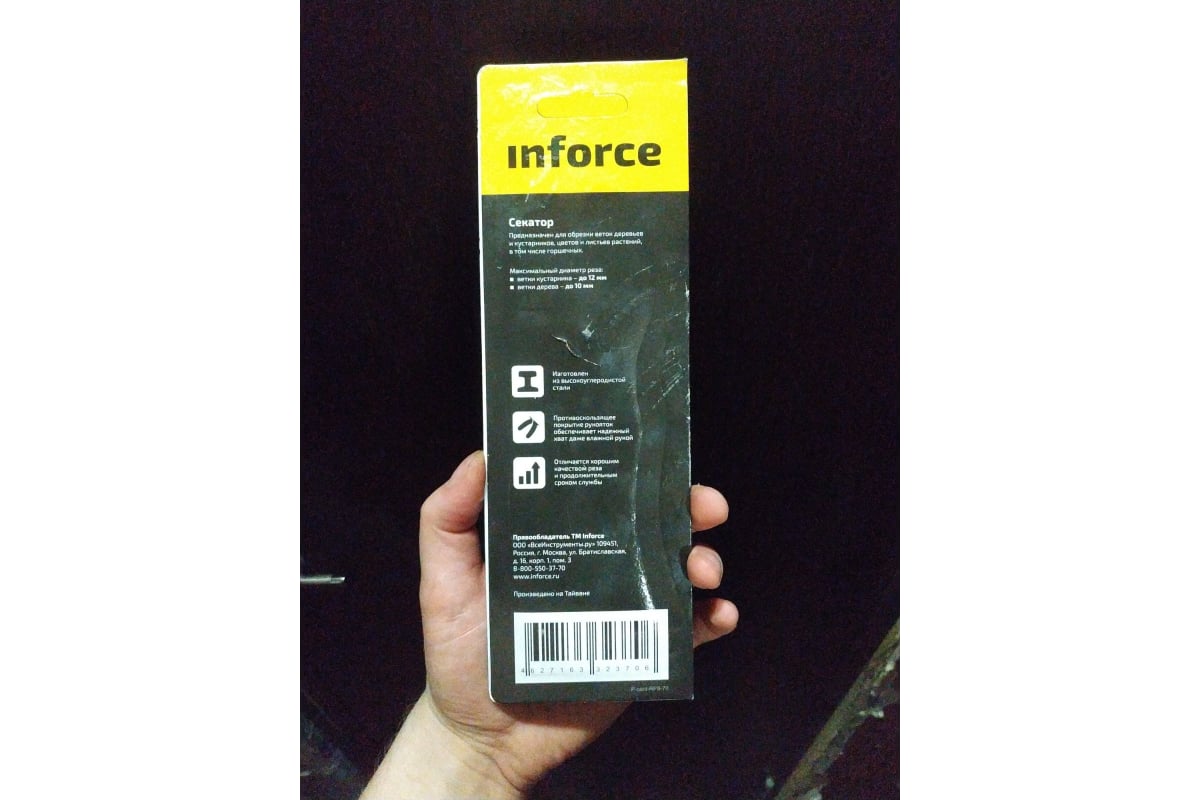 inforce
Секатор
Предназначен для обрезки веток деревьев
и кустарников, цветов и листьев растений,
в том числе горшечных.
Максимальный диаметр реза:
ветки кустарника – до 12 мм
ветки дерева – до 10 мм
Изготовлен
из высокоуглеродистой
стали
Противоскользящее
покрытие рукояток
обеспечивает надежный
хват даже влажной рукой
Отличается хорошим
качеством реза
и продолжительным
сроком службы
Правообладатель ТМ Inforce
ООО «ВсеИнструменты.ру» 109451,
Россия, г. Москва, ул. Братиславская,
д. 16, корп. 1, пом. 3
8-800-550-37-70
www.inforce.ru
Произведено на Тайване
4 627163 323706